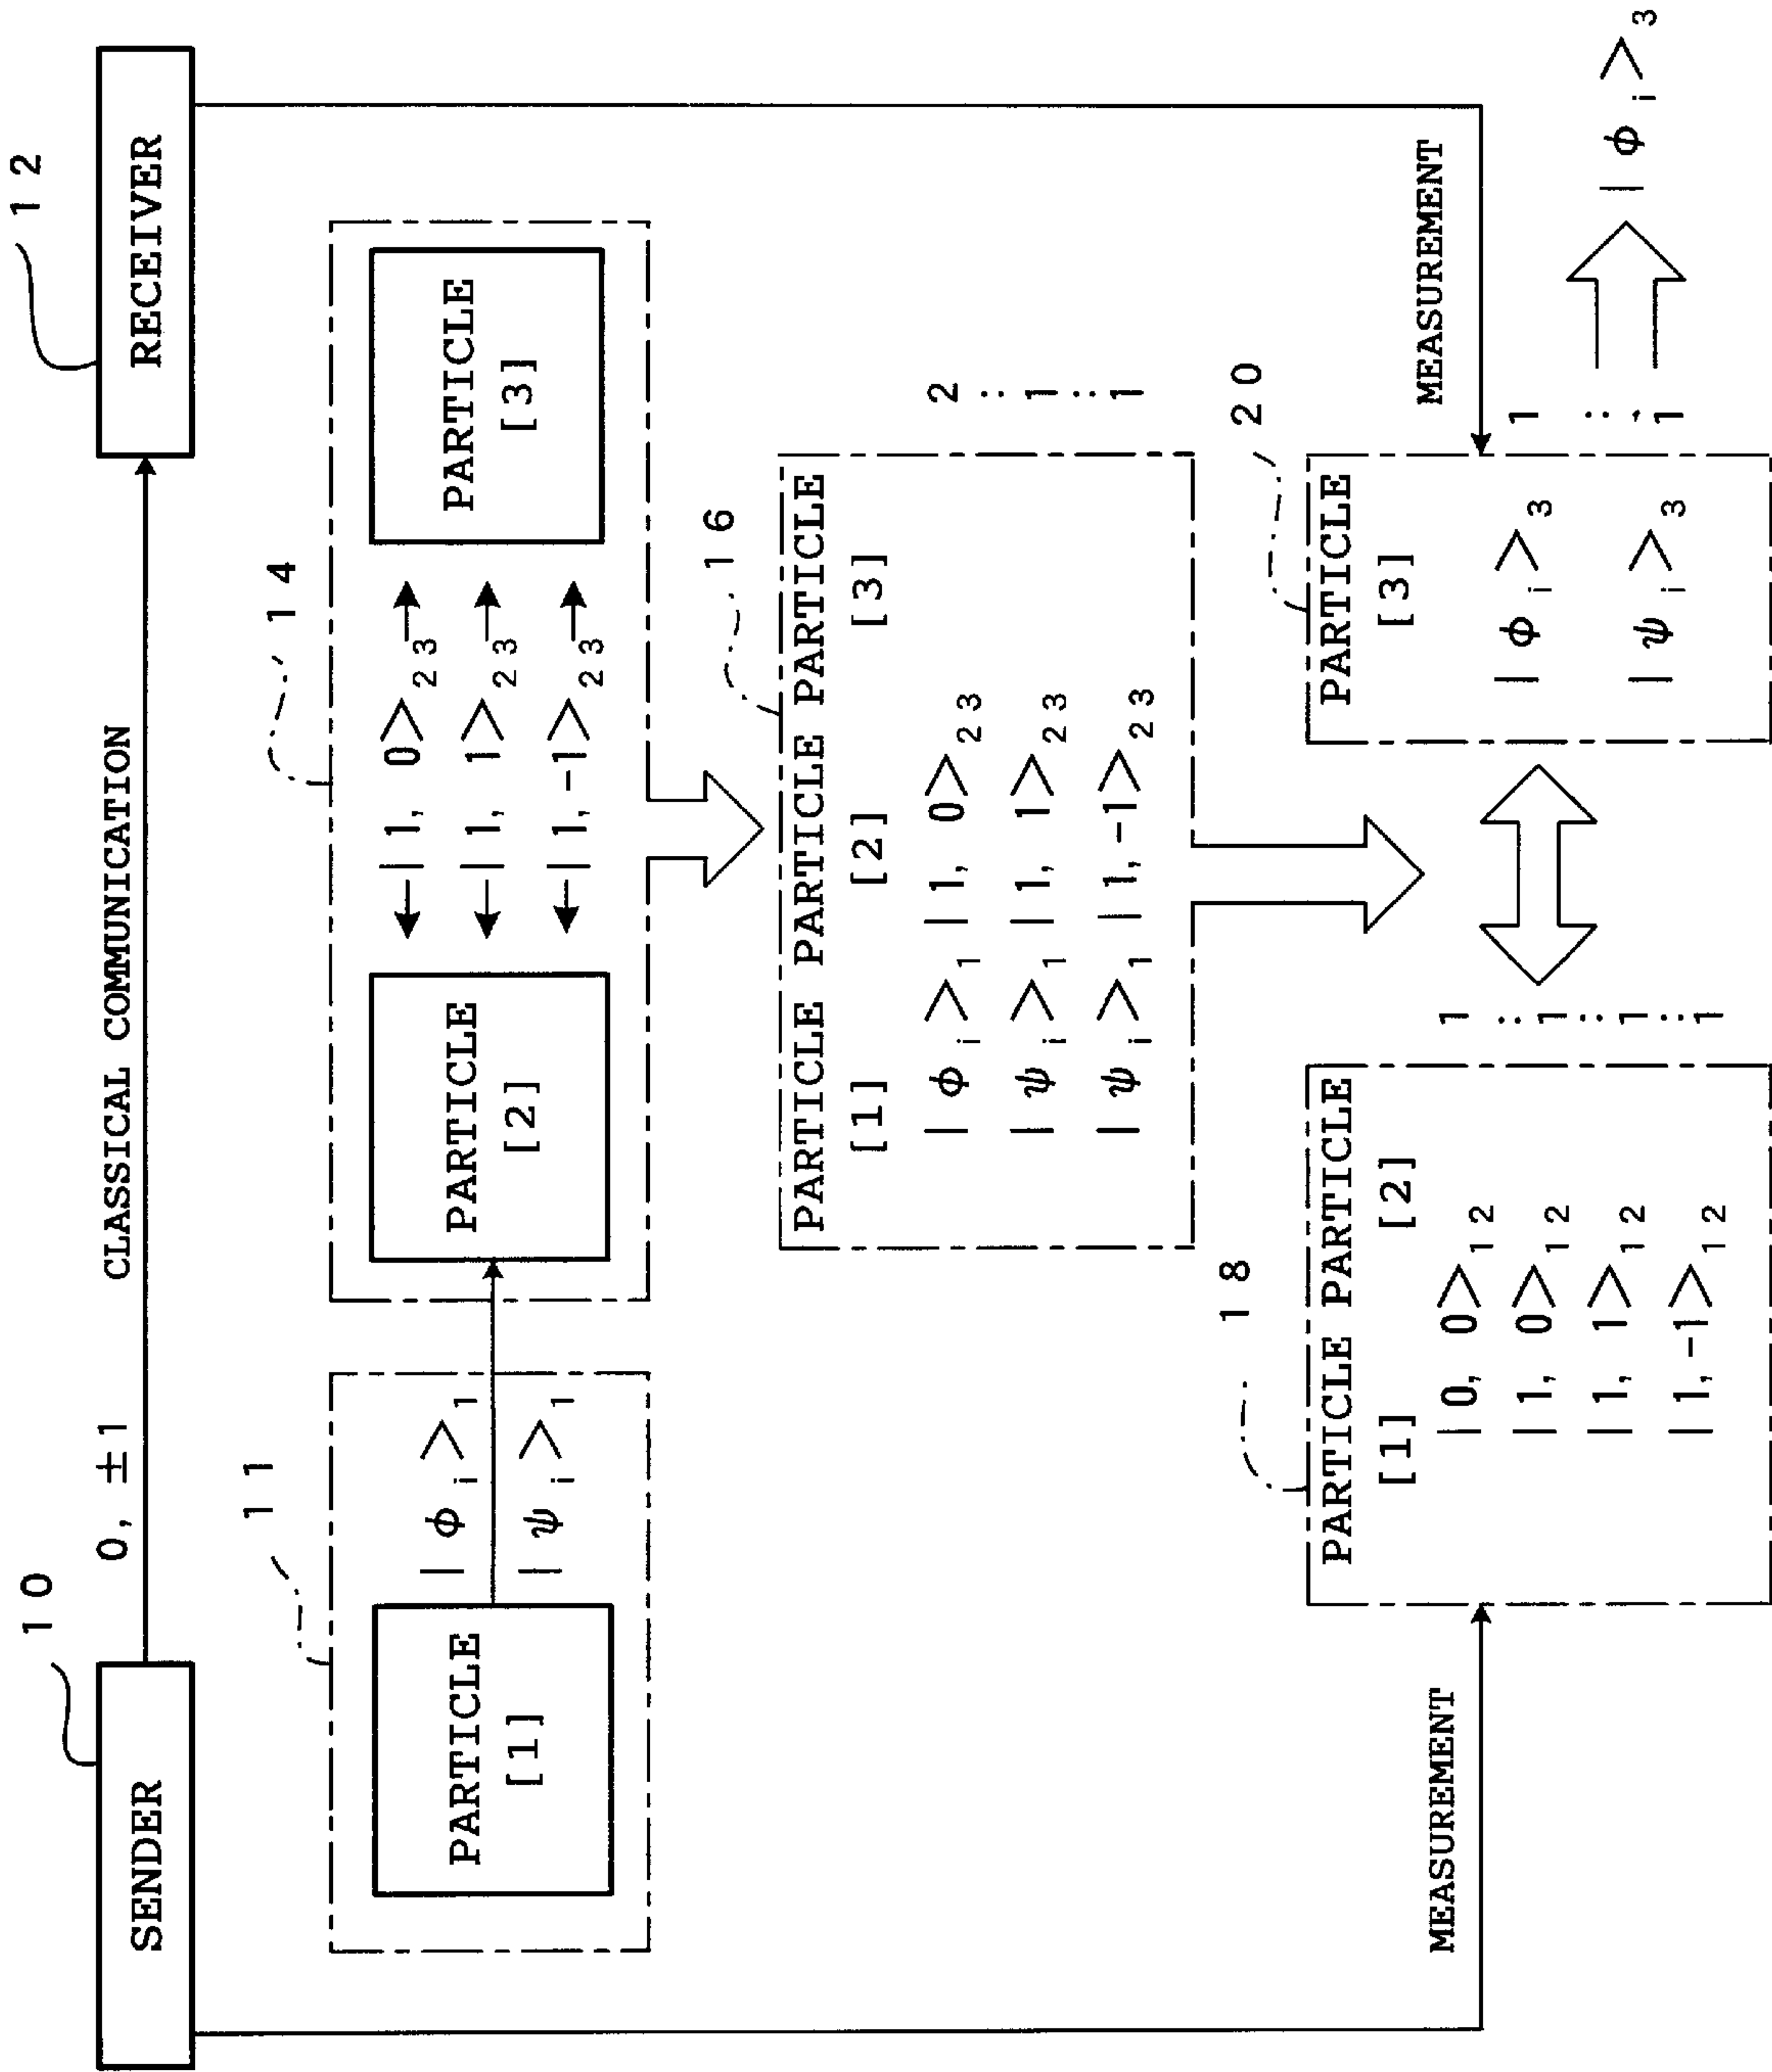 10
SENDER
0, ±1
CLASSICAL COMMUNICATION
12
RECEIVER
11
PARTICLE
[1]
|ϕi>1
|ψi>1
14
PARTICLE
[2]
|1, 0>23
|1, 1>23
|1,-1>23
PARTICLE
[3]
16
PARTICLE PARTICLE PARTICLE
[1] [2] [3]
|ϕi>1 |1, 0>23 2
:
|ψi>1 |1, 1>23 1
:
|ψi>1 |1,-1>23 1
MEASUREMENT
18
PARTICLE PARTICLE
[1] [2]
|0, 0>12 1
:
|1, 0>12 1
:
|1, 1>12 1
:
|1,-1>12 1
MEASUREMENT
20
PARTICLE
[3]
|ϕi>3 1
:
|ψi>3 1
|ϕi>3